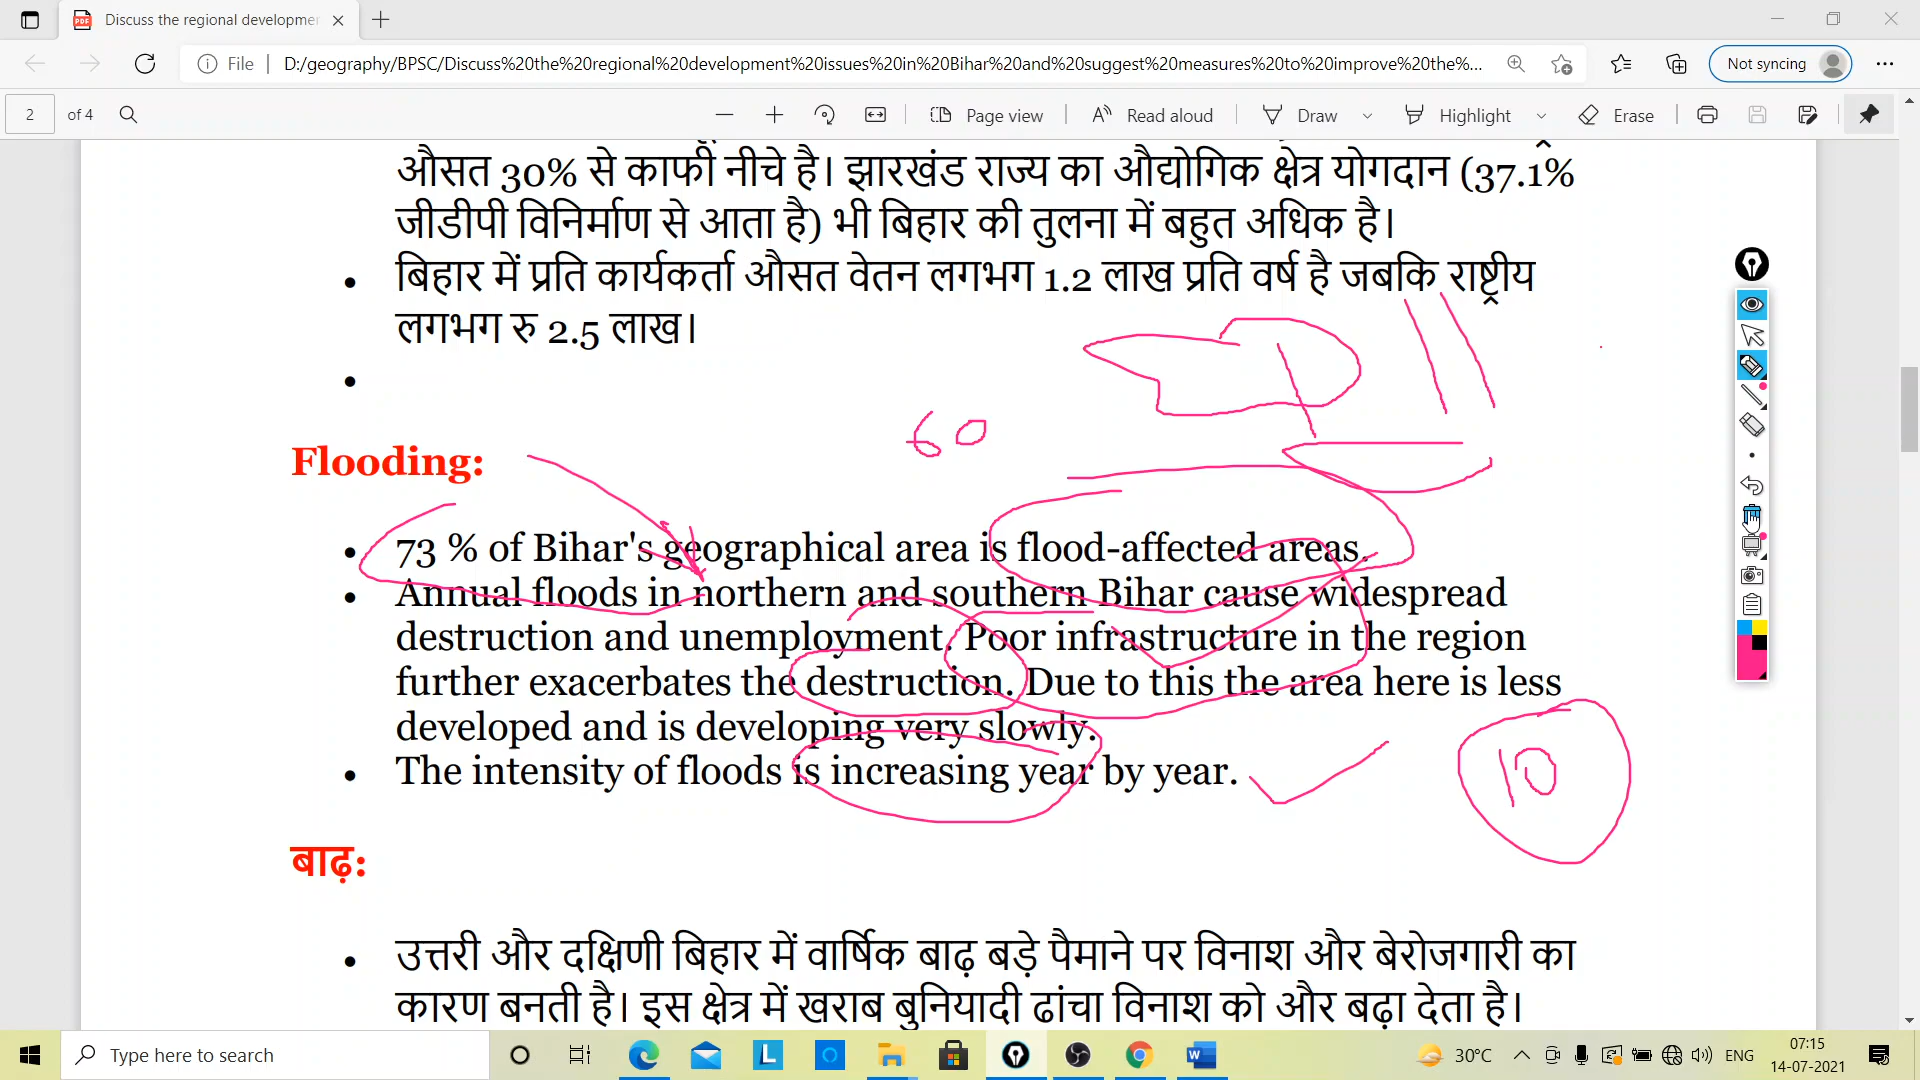 Discuss the regional developme
File
D:/geography/BPSC/Discuss%20the%20regional%20development%20issues%20in%20Bihar%20and%20suggest%20measures%20to%20improve%20the%...
Not syncing
2 of 4
Page view
Read aloud
Draw
Highlight
Erase
औसत 30% से काफी नीचे है। झारखंड राज्य का औद्योगिक क्षेत्र योगदान (37.1%
जीडीपी विनिर्माण से आता है) भी बिहार की तुलना में बहुत अधिक है।
• बिहार में प्रति कार्यकर्ता औसत वेतन लगभग 1.2 लाख प्रति वर्ष है जबकि राष्ट्रीय
लगभग रु 2.5 लाख।
•
60
Flooding:
• 73 % of Bihar's geographical area is flood-affected areas.
• Annual floods in northern and southern Bihar cause widespread
destruction and unemployment. Poor infrastructure in the region
further exacerbates the destruction. Due to this the area here is less
developed and is developing very slowly.
• The intensity of floods is increasing year by year.
10
बाढ़:
• उत्तरी और दक्षिणी बिहार में वार्षिक बाढ़ बड़े पैमाने पर विनाश और बेरोजगारी का
कारण बनती है। इस क्षेत्र में खराब बुनियादी ढांचा विनाश को और बढ़ा देता है।
Type here to search
30°C
ENG
07:15
14-07-2021